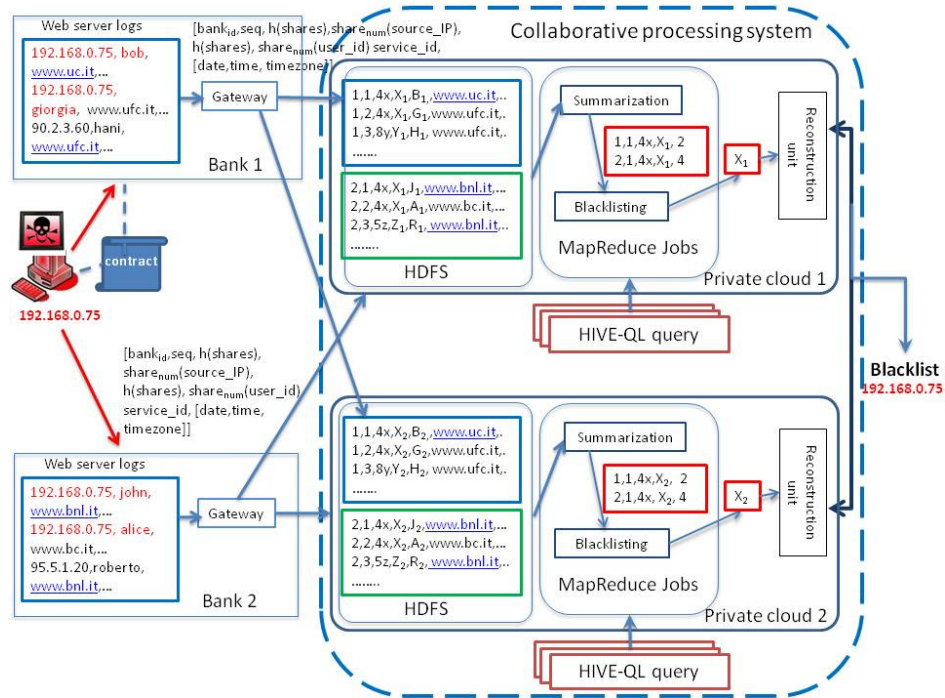 Web server logs
192.168.0.75, bob,
www.uc.it,...
192.168.0.75,
giorgia, www.ufc.it,...
90.2.3.60,hani,
www.ufc.it,...
Bank 1
Gateway
[bank_id,seq, h(shares),share_num(source_IP),
h(shares), share_num(user_id) service_id,
[date,time, timezone]]
Collaborative processing system
1,1,4x,X1,B1,,www.uc.it,..
1,2,4x,X1,G1,www.ufc.it,..
1,3,8y,Y1,H1, www.ufc.it,..
.......
2,1,4x,X1,J1,www.bnl.it,...
2,2,4x,X1,A1,www.bc.it,...
2,3,5z,Z1,R1, www.bnl.it,..
........
HDFS
Summarization
1,1,4x,X1, 2
2,1,4x,X1, 4
Blacklisting
X1
MapReduce Jobs
Reconstruction
unit
Private cloud 1
HIVE-QL query
contract
192.168.0.75
Blacklist
192.168.0.75
[bank_id,seq, h(shares),
share_num(source_IP),
h(shares), share_num(user_id)
service_id, [date,time,
timezone]]
Web server logs
192.168.0.75, john,
www.bnl.it,...
192.168.0.75, alice,
www.bc.it,...
95.5.1.20,roberto,
www.bnl.it,...
Bank 2
Gateway
1,1,4x,X2,B2,,www.uc.it,.
1,2,4x,X2,G2,www.ufc.it,.
1,3,8y,Y2,H2, www.ufc.it,.
.......
2,1,4x,X2,J2,www.bnl.it,...
2,2,4x,X2,A2,www.bc.it,...
2,3,5z,Z2,R2, www.bnl.it,..
........
HDFS
Summarization
1,1,4x,X2, 2
2,1,4x, X2, 4
Blacklisting
X2
MapReduce Jobs
Reconstruction
unit
Private cloud 2
HIVE-QL query